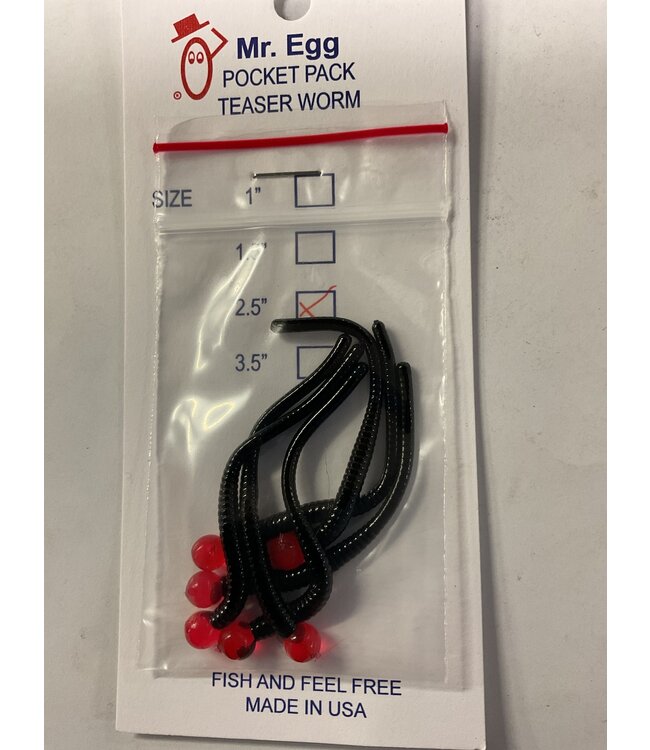 Mr. Egg
POCKET PACK
TEASER WORM
SIZE 1"
2.5"
3.5"
FISH AND FEEL FREE
MADE IN USA